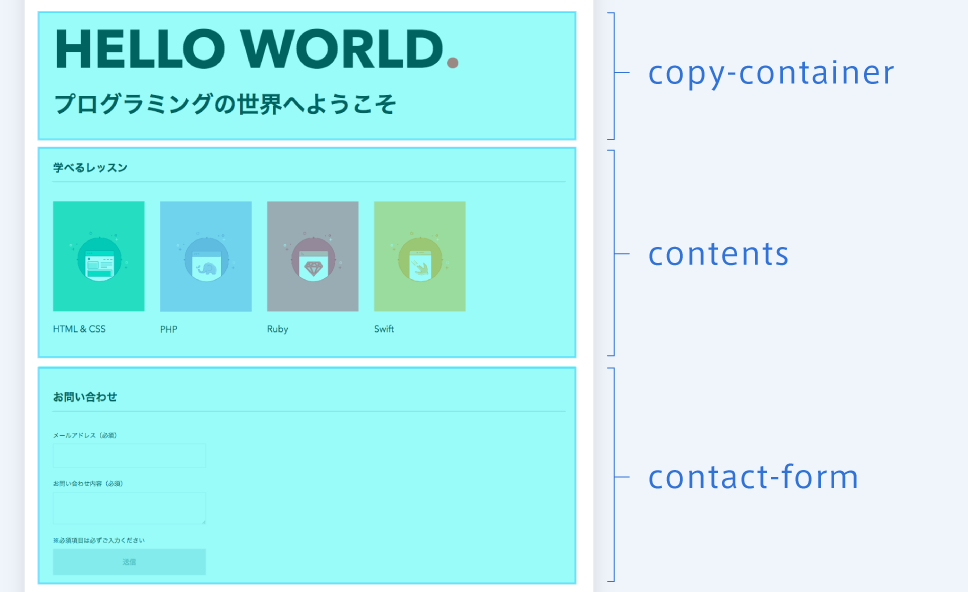 HELLO WORLD.
プログラミングの世界へようこそ
copy-container
学べるレッスン
HTML & CSS
PHP
Ruby
Swift
contents
お問い合わせ
メールアドレス（必須）
お問い合わせ内容（必須）
※必須項目は必ずご入力ください
送信
contact-form